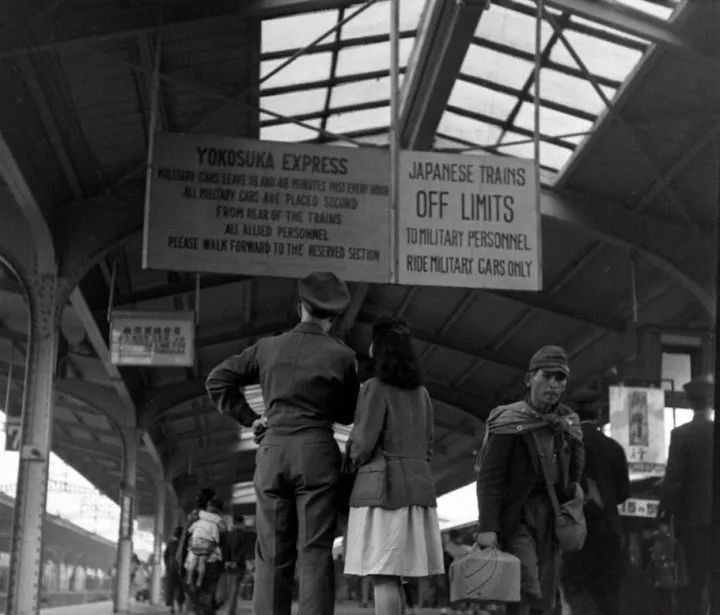 YOKOSUKA EXPRESS
MILITARY CARS LEAVE 18 AND 48 MINUTES PAST EVERY HOUR
ALL MILITARY CARS ARE PLACED SECOND
FROM REAR OF THE TRAINS
ALL ALLIED PERSONNEL
PLEASE WALK FORWARD TO THE RESERVED SECTION
JAPANESE TRAINS
OFF LIMITS
TO MILITARY PERSONNEL
RIDE MILITARY CARS ONLY
7
行